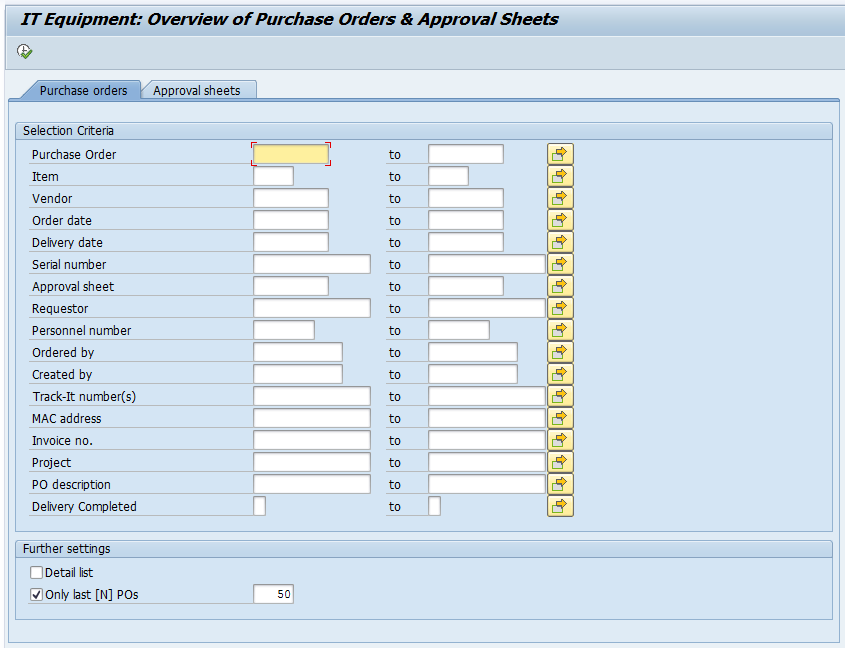 IT Equipment: Overview of Purchase Orders & Approval Sheets
Purchase orders Approval sheets
Selection Criteria
Purchase Order to
Item to
Vendor to
Order date to
Delivery date to
Serial number to
Approval sheet to
Requestor to
Personnel number to
Ordered by to
Created by to
Track-It number(s) to
MAC address to
Invoice no. to
Project to
PO description to
Delivery Completed to
Further settings
Detail list
Only last [N] POs 50